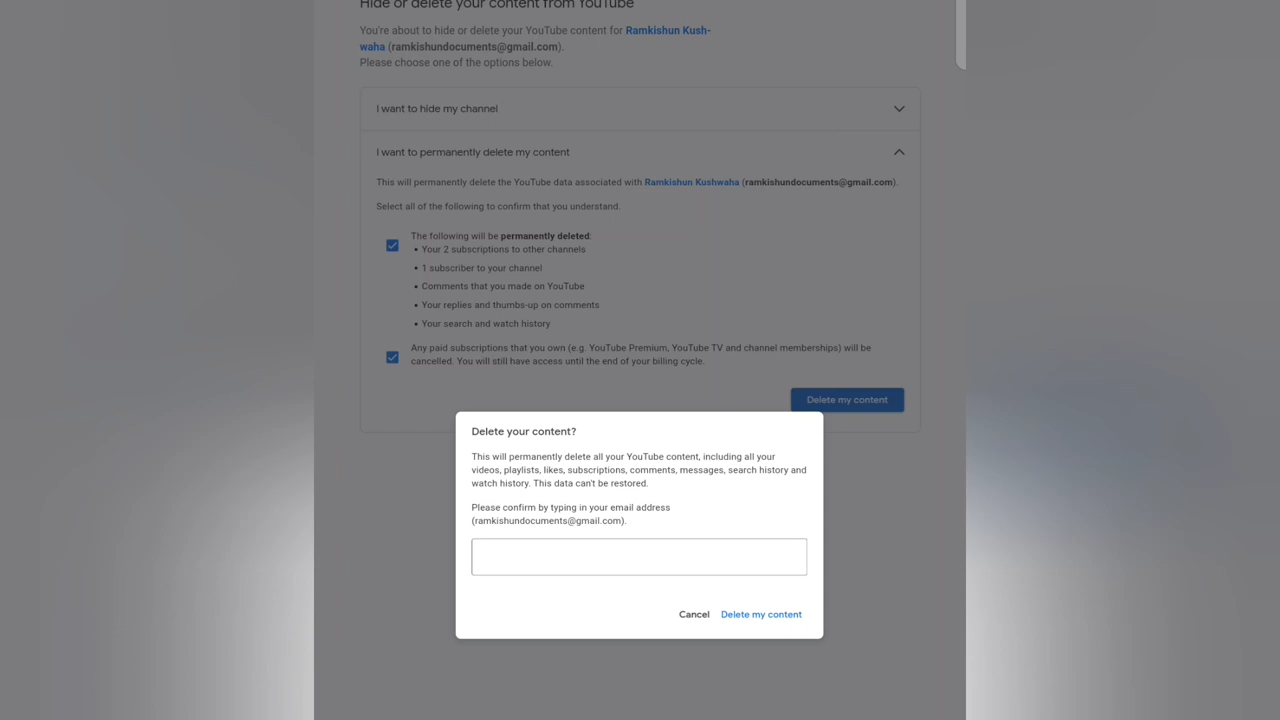 Hide or delete your content from YouTube
You're about to hide or delete your YouTube content for Ramkishun Kush-
waha (ramkishundocuments@gmail.com).
Please choose one of the options below.
I want to hide my channel
I want to permanently delete my content
This will permanently delete the YouTube data associated with Ramkishun Kushwaha (ramkishundocuments@gmail.com).
Select all of the following to confirm that you understand.
The following will be permanently deleted:
• Your 2 subscriptions to other channels
• 1 subscriber to your channel
• Comments that you made on YouTube
• Your replies and thumbs-up on comments
• Your search and watch history
Any paid subscriptions that you own (e.g. YouTube Premium, YouTube TV and channel memberships) will be
cancelled. You will still have access until the end of your billing cycle.
Delete my content
Delete your content?
This will permanently delete all your YouTube content, including all your
videos, playlists, likes, subscriptions, comments, messages, search history and
watch history. This data can't be restored.
Please confirm by typing in your email address
(ramkishundocuments@gmail.com).
Cancel Delete my content